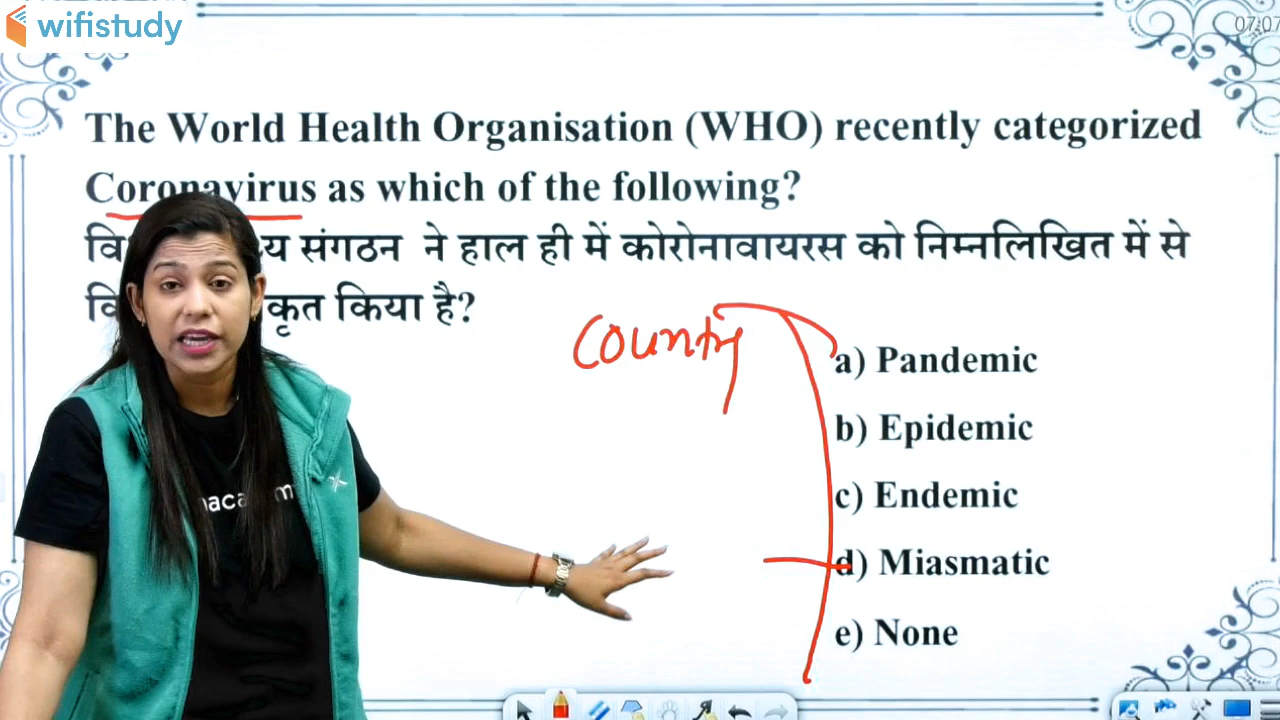 wifistudy
07:07
The World Health Organisation (WHO) recently categorized
Coronavirus as which of the following?
संगठन ने हाल ही में कोरोनावायरस को निम्नलिखित में से
किया है?
County
a) Pandemic
b) Epidemic
c) Endemic
d) Miasmatic
e) None